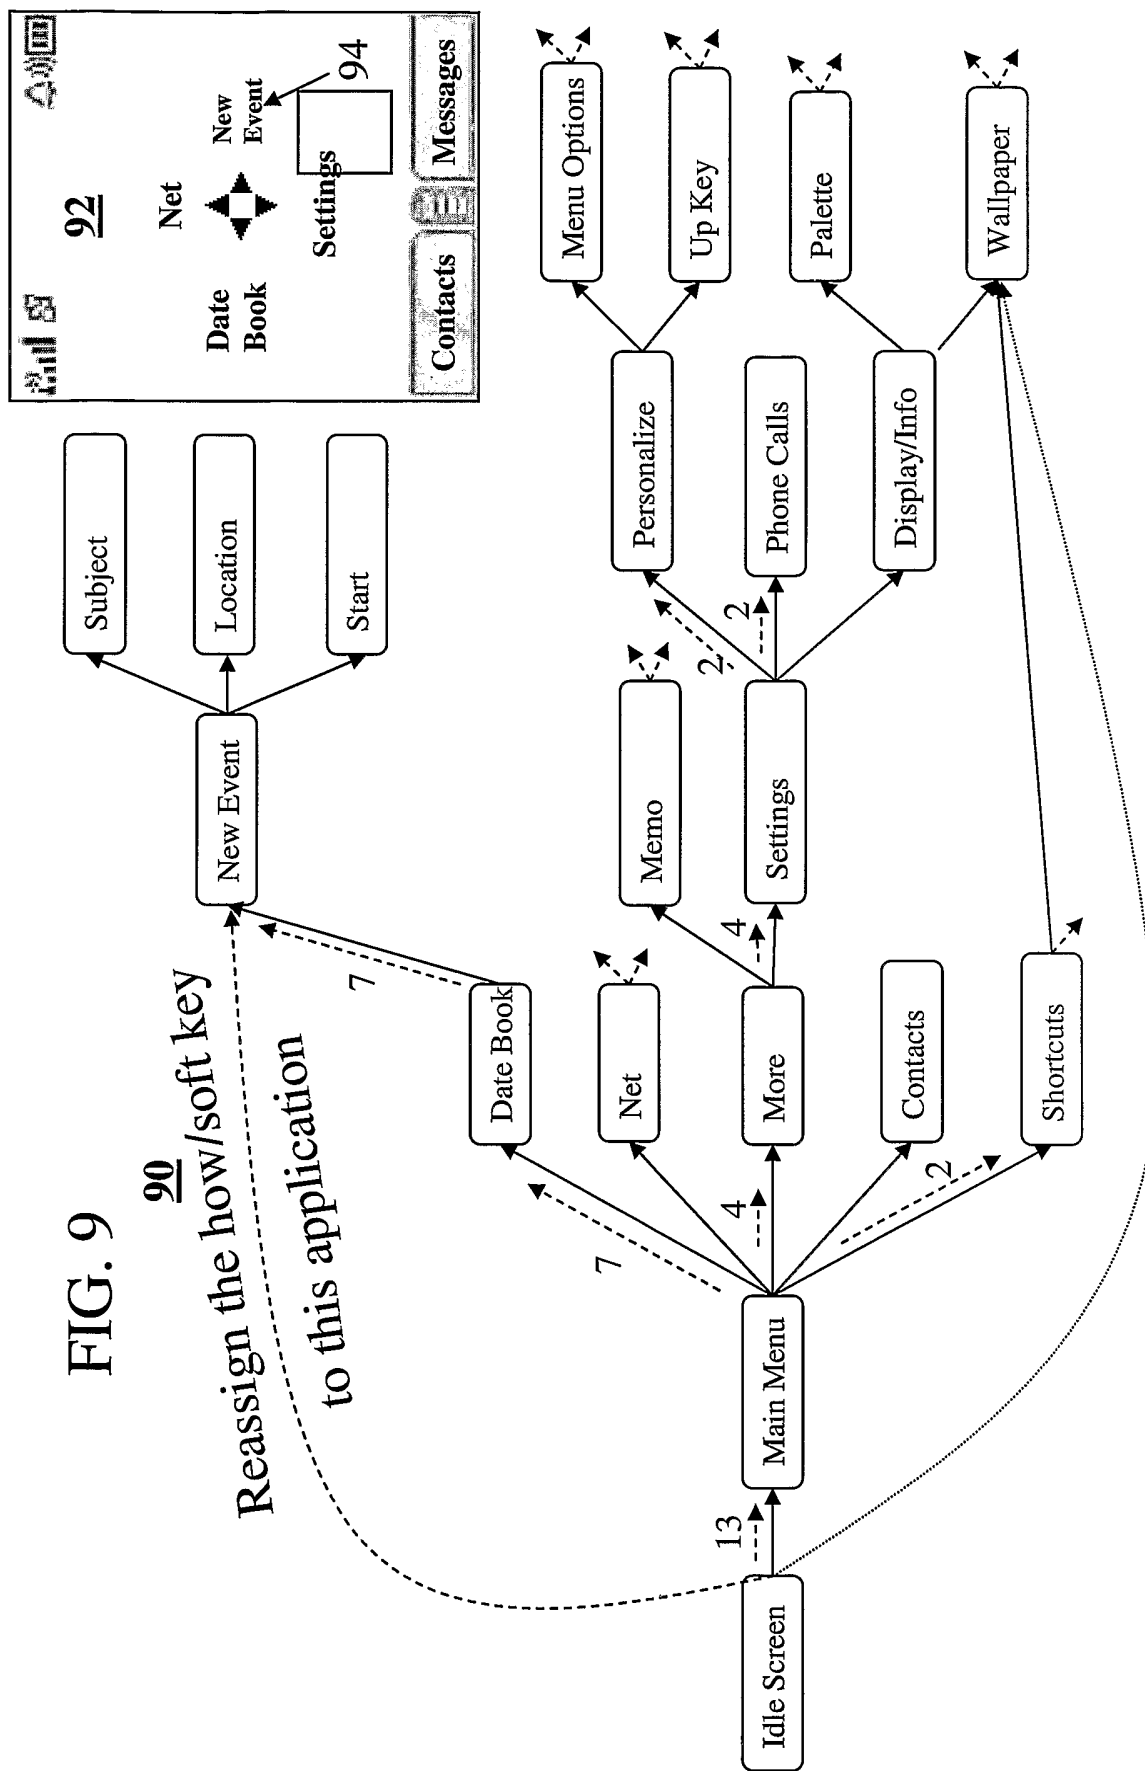 FIG. 9
90
Reassign the how/soft key
to this application
92
Net
Date
Book
New
Event
94
Settings
Contacts
Messages
Subject
New Event
Location
Start
7
Date Book
Menu Options
Personalize
Up Key
Memo
Net
7
2
Idle Screen
13
Main Menu
4
More
4
Settings
2
Phone Calls
Palette
Contacts
Display/Info
2
Wallpaper
Shortcuts